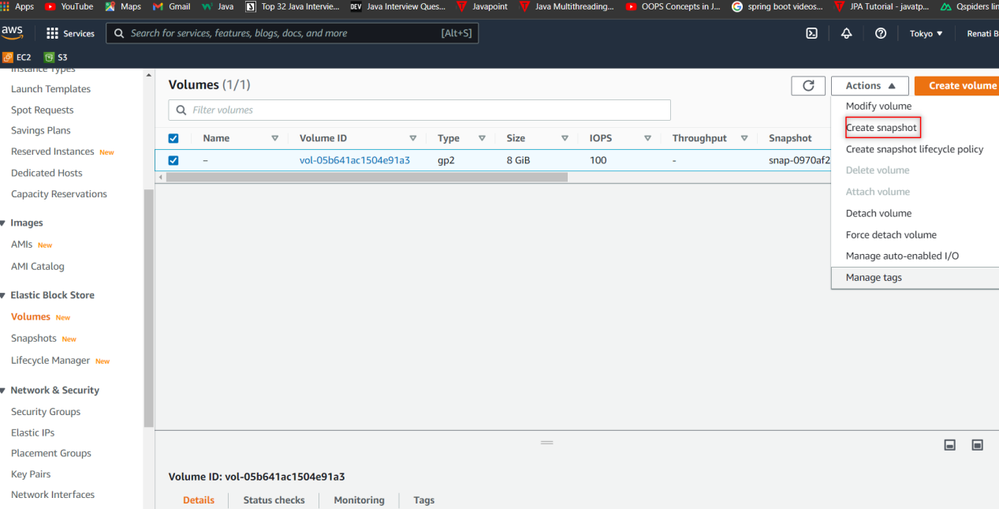 Apps YouTube Maps Gmail Java Top 32 Java Intervie... DEV Java Interview Ques... Javapoint Java Multithreading... OOPS Concepts in J... spring boot videos... JPA Tutorial - javatp... Qspiders lin
aws Services Search for services, features, blogs, docs, and more [Alt+S] Tokyo ▼ Renati B
EC2 S3
Instance Types
Launch Templates
Spot Requests
Savings Plans
Reserved Instances New
Dedicated Hosts
Capacity Reservations
Images
AMIs New
AMI Catalog
Elastic Block Store
Volumes New
Snapshots New
Lifecycle Manager New
Network & Security
Security Groups
Elastic IPs
Placement Groups
Key Pairs
Network Interfaces
Volumes (1/1)
Actions ▲ Create volume
Filter volumes
Name Volume ID Type Size IOPS Throughput Snapshot
– vol-05b641ac1504e91a3 gp2 8 GiB 100 - snap-0970af2
Modify volume
Create snapshot
Create snapshot lifecycle policy
Delete volume
Attach volume
Detach volume
Force detach volume
Manage auto-enabled I/O
Manage tags
Volume ID: vol-05b641ac1504e91a3
Details Status checks Monitoring Tags